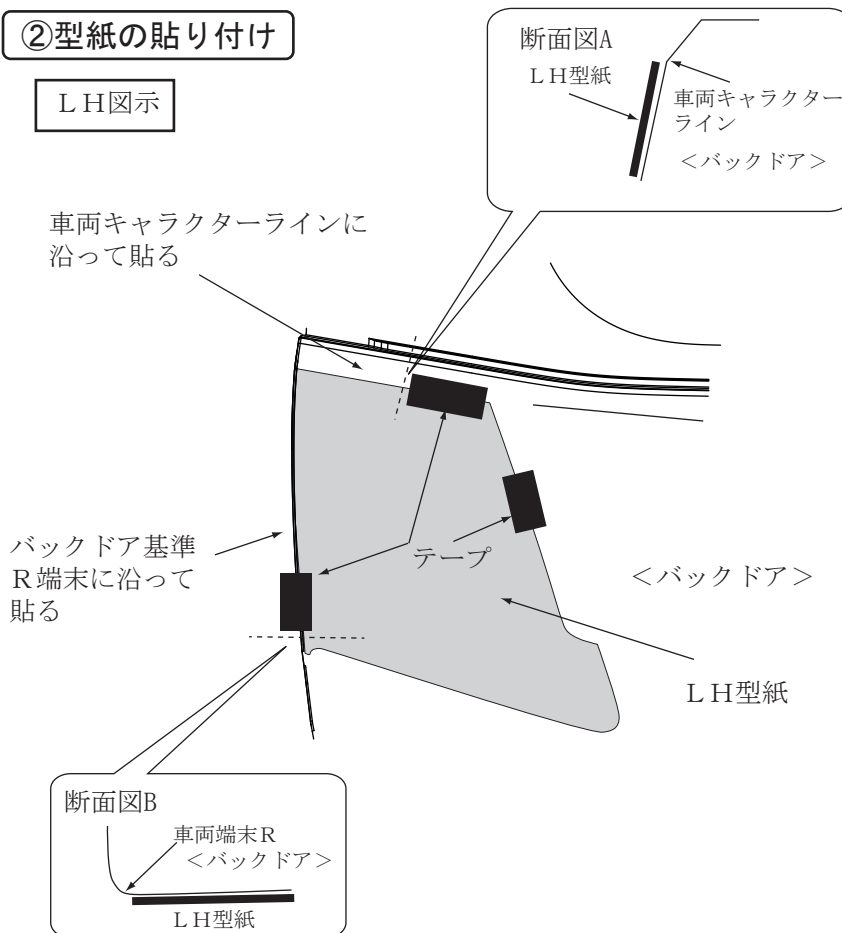 ②型紙の貼り付け
LH図示
断面図A
LH型紙
車両キャラクター
ライン
＜バックドア＞
車両キャラクターラインに
沿って貼る
バックドア基準
R端末に沿って
貼る
テープ
＜バックドア＞
LH型紙
断面図B
車両端末R
＜バックドア＞
LH型紙